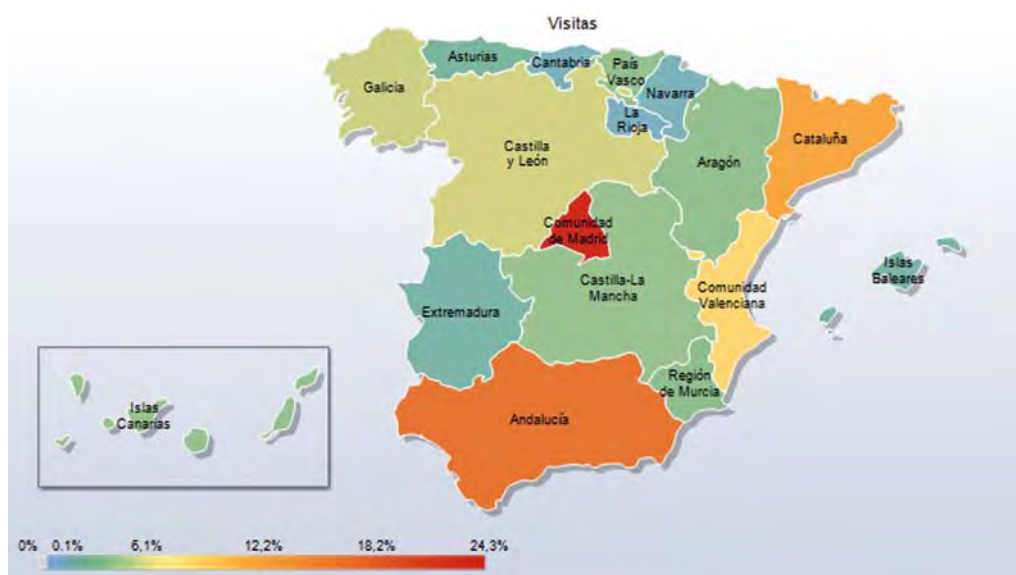 Visitas
Asturias
Cantabria
País
Vasco
Galicia
Navarra
La
Rioja
Cataluña
Castilla
y León
Aragón
Comunidad
de Madrid
Islas
Baleares
Castilla-La
Mancha
Comunidad
Valenciana
Extremadura
Región
de Murcia
Islas
Canarias
Andalucía
0% 0.1% 6,1% 12,2% 18,2% 24,3%